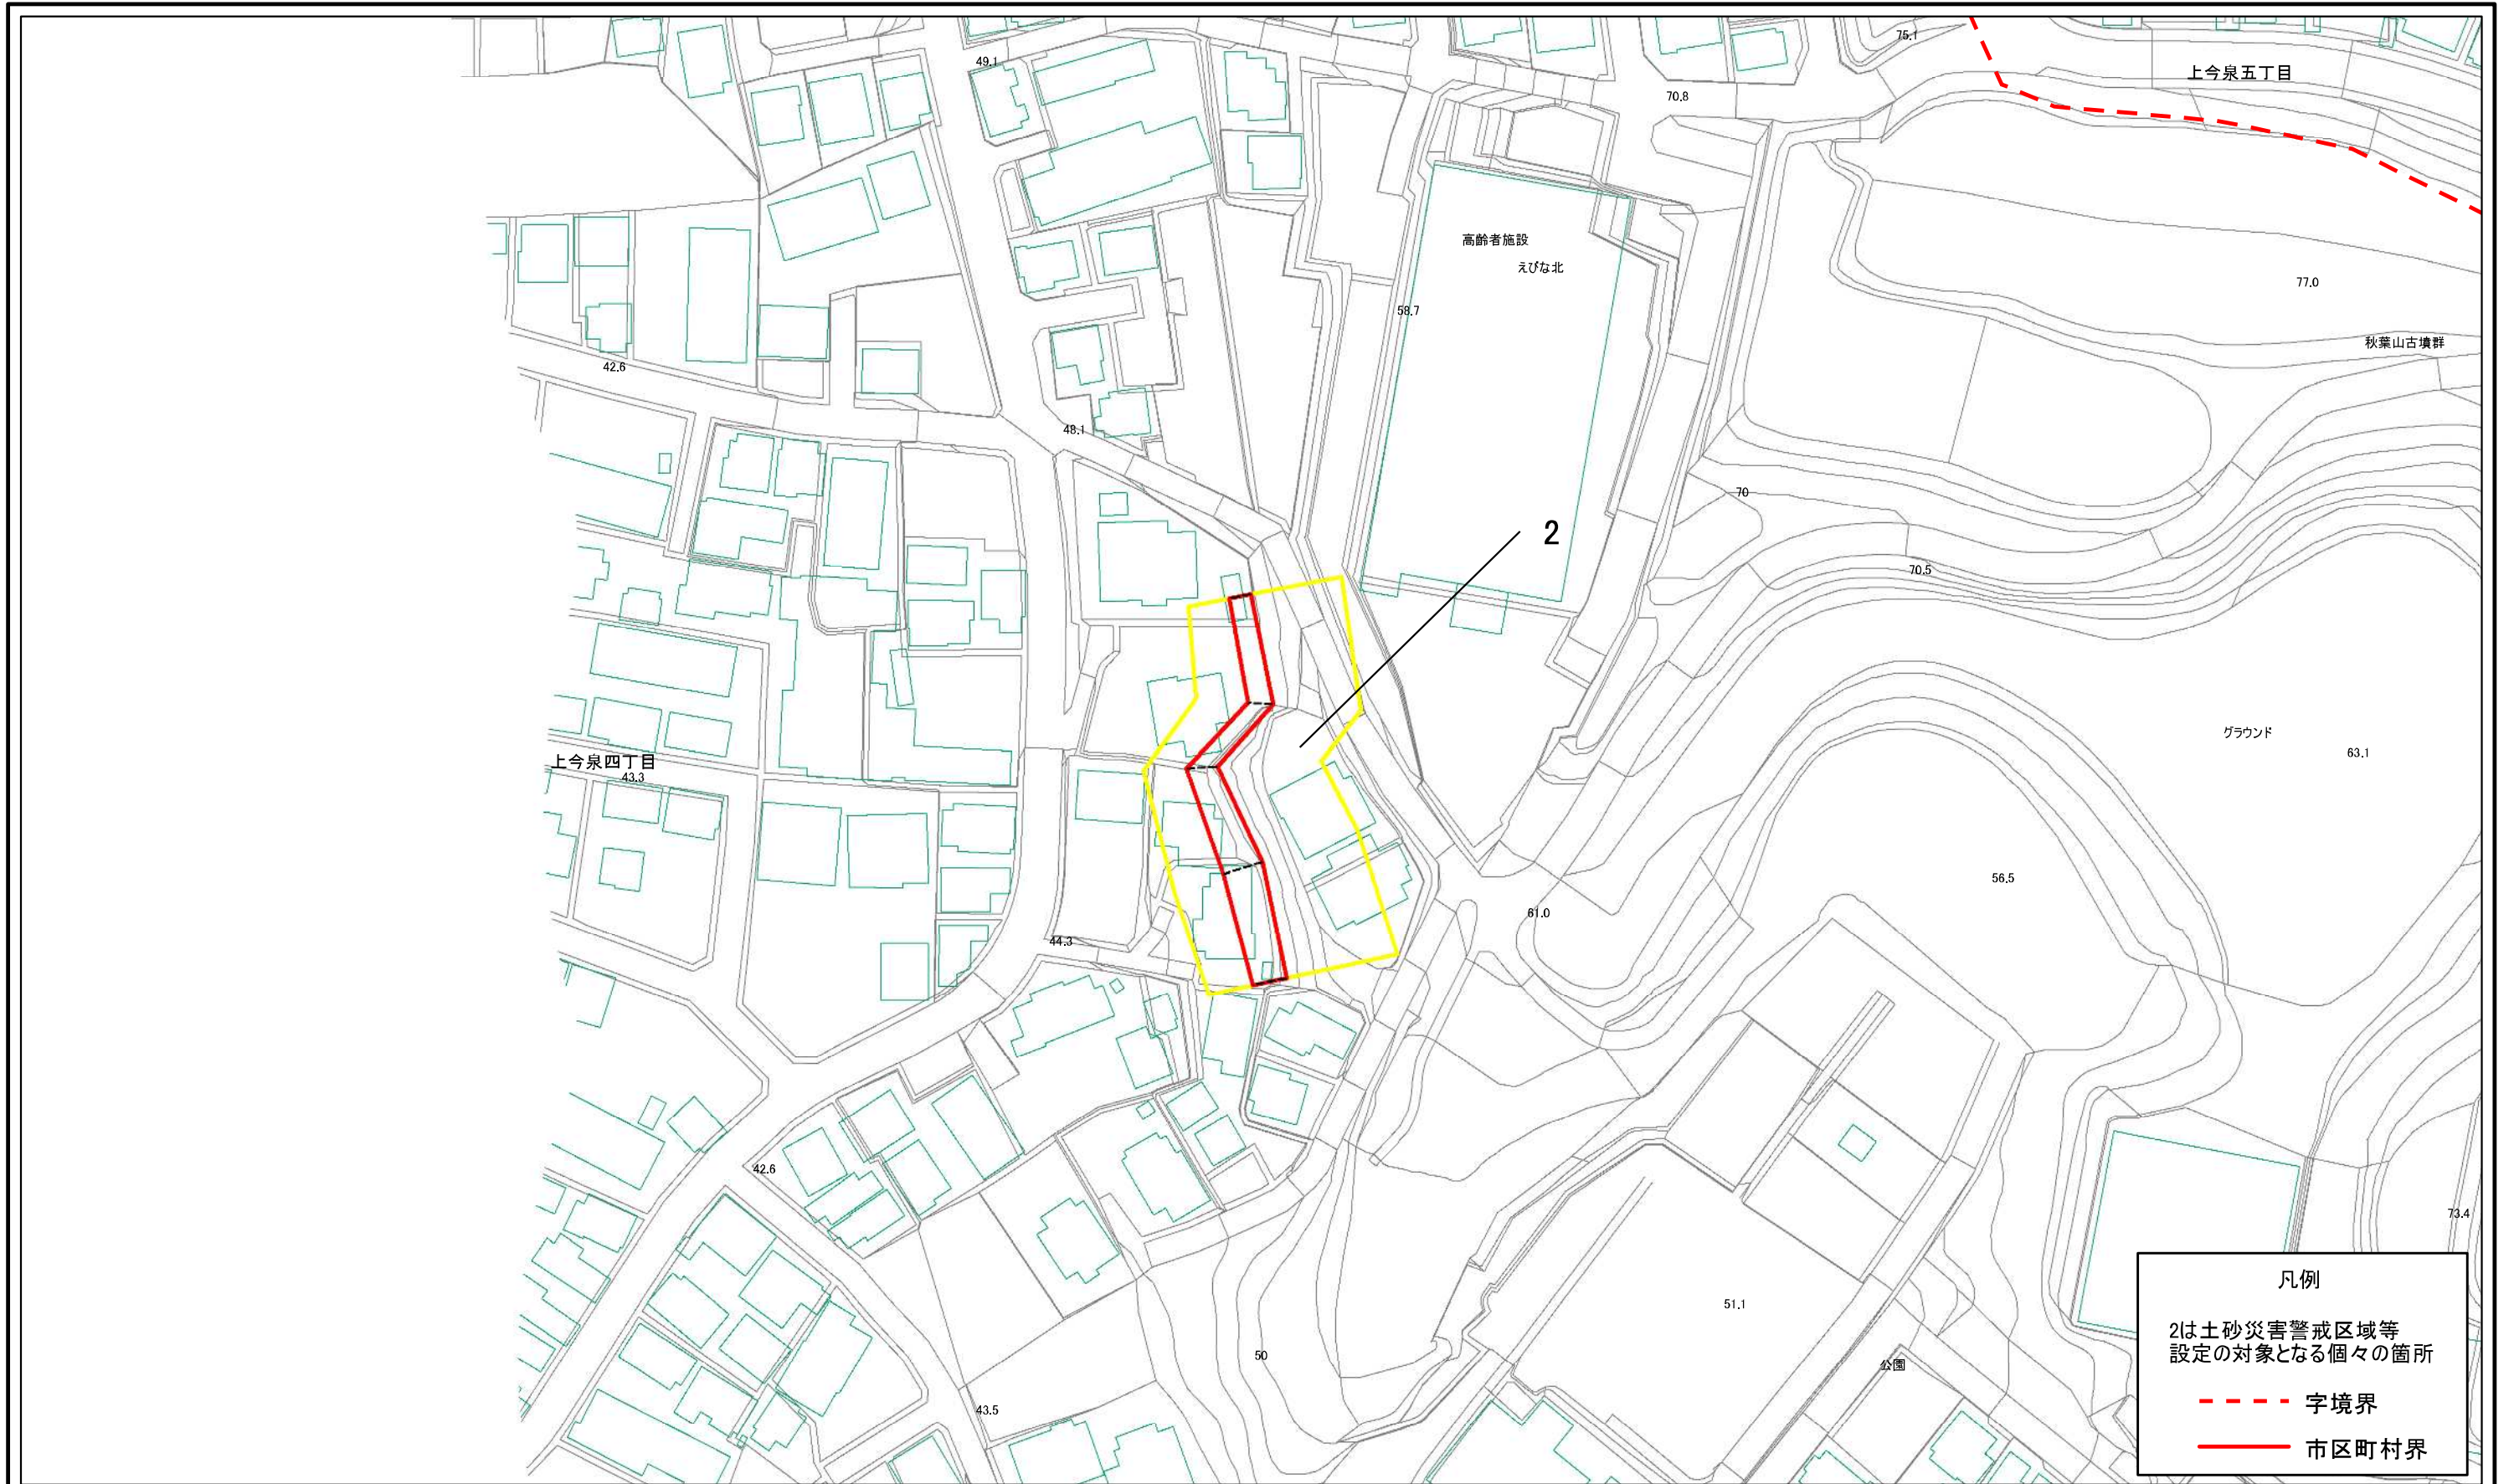 75.1
49.1
上今泉五丁目
70.8
高齢者施設
えびな北
77.0
58.7
秋葉山古墳群
42.6
48.1
70
2
70.5
グラウンド
63.1
上今泉四丁目
43.3
56.5
61.0
44.3
42.6
73.4
凡例
51.1
2は土砂災害警戒区域等
設定の対象となる個々の箇所
50
公園
字境界
43.5
市区町村界